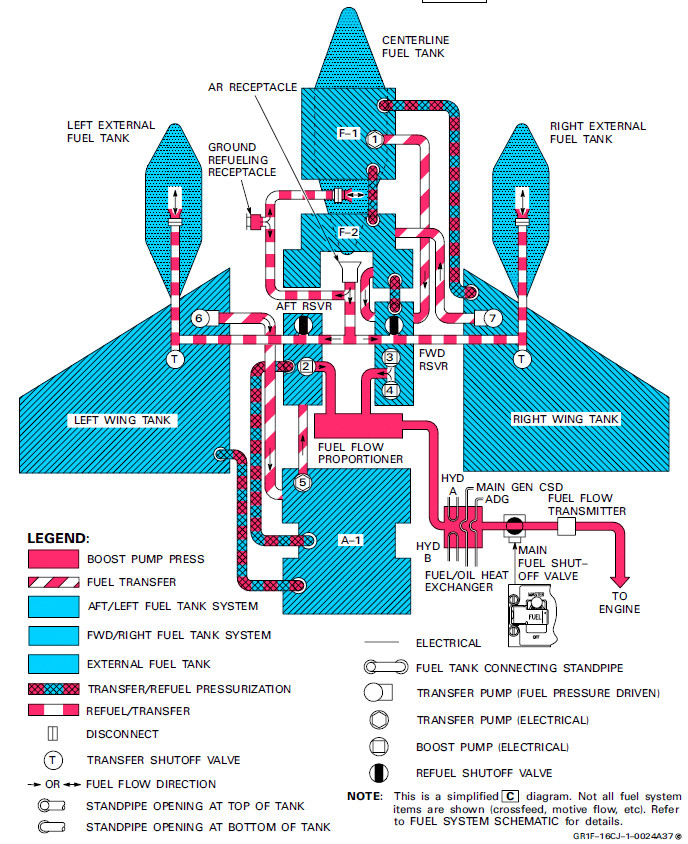 CENTERLINE
FUEL TANK
AR RECEPTACLE
LEFT EXTERNAL
FUEL TANK
RIGHT EXTERNAL
FUEL TANK
F-1
1
GROUND
REFUELING
RECEPTACLE
F-2
AFT RSVR
6
7
T
T
2
3
4
FWD
RSVR
LEFT WING TANK
RIGHT WING TANK
FUEL FLOW
PROPORTIONER
5
A-1
HYD
A
MAIN GEN CSD
ADG
FUEL FLOW
TRANSMITTER
HYD
B
FUEL/OIL HEAT
EXCHANGER
MAIN
FUEL SHUT-
OFF VALVE
TO
ENGINE
MASTER
FUEL
OFF
LEGEND:
BOOST PUMP PRESS
FUEL TRANSFER
AFT/LEFT FUEL TANK SYSTEM
FWD/RIGHT FUEL TANK SYSTEM
EXTERNAL FUEL TANK
TRANSFER/REFUEL PRESSURIZATION
REFUEL/TRANSFER
DISCONNECT
T TRANSFER SHUTOFF VALVE
OR FUEL FLOW DIRECTION
STANDPIPE OPENING AT TOP OF TANK
STANDPIPE OPENING AT BOTTOM OF TANK
ELECTRICAL
FUEL TANK CONNECTING STANDPIPE
TRANSFER PUMP (FUEL PRESSURE DRIVEN)
TRANSFER PUMP (ELECTRICAL)
BOOST PUMP (ELECTRICAL)
REFUEL SHUTOFF VALVE
NOTE: This is a simplified C diagram. Not all fuel system
items are shown (crossfeed, motive flow, etc). Refer
to FUEL SYSTEM SCHEMATIC for details.
GR1F-16CJ-1-0024A37